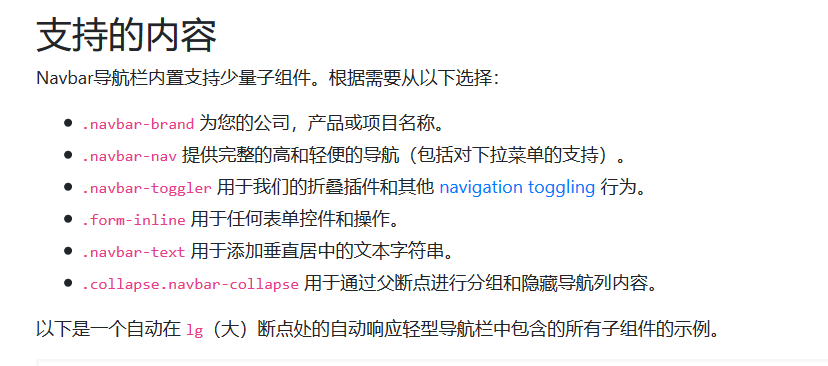 支持的内容
Navbar导航栏内置支持少量子组件。根据需要从以下选择：
.navbar-brand 为您的公司，产品或项目名称。
.navbar-nav 提供完整的高和轻便的导航（包括对下拉菜单的支持）。
.navbar-toggler 用于我们的折叠插件和其他 navigation toggling 行为。
.form-inline 用于任何表单控件和操作。
.navbar-text 用于添加垂直居中的文本字符串。
.collapse.navbar-collapse 用于通过父断点进行分组和隐藏导航列内容。
以下是一个自动在 lg（大）断点处的自动响应轻型导航栏中包含的所有子组件的示例。